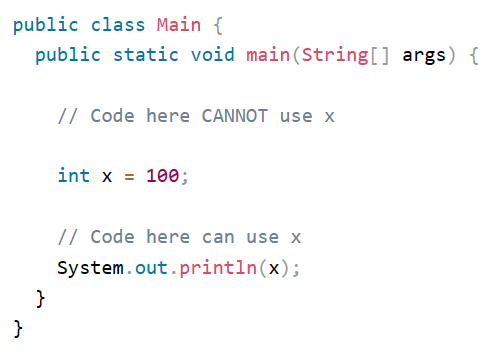 public class Main {
  public static void main(String[] args) {

    // Code here CANNOT use x

    int x = 100;

    // Code here can use x
    System.out.println(x);
  }
}